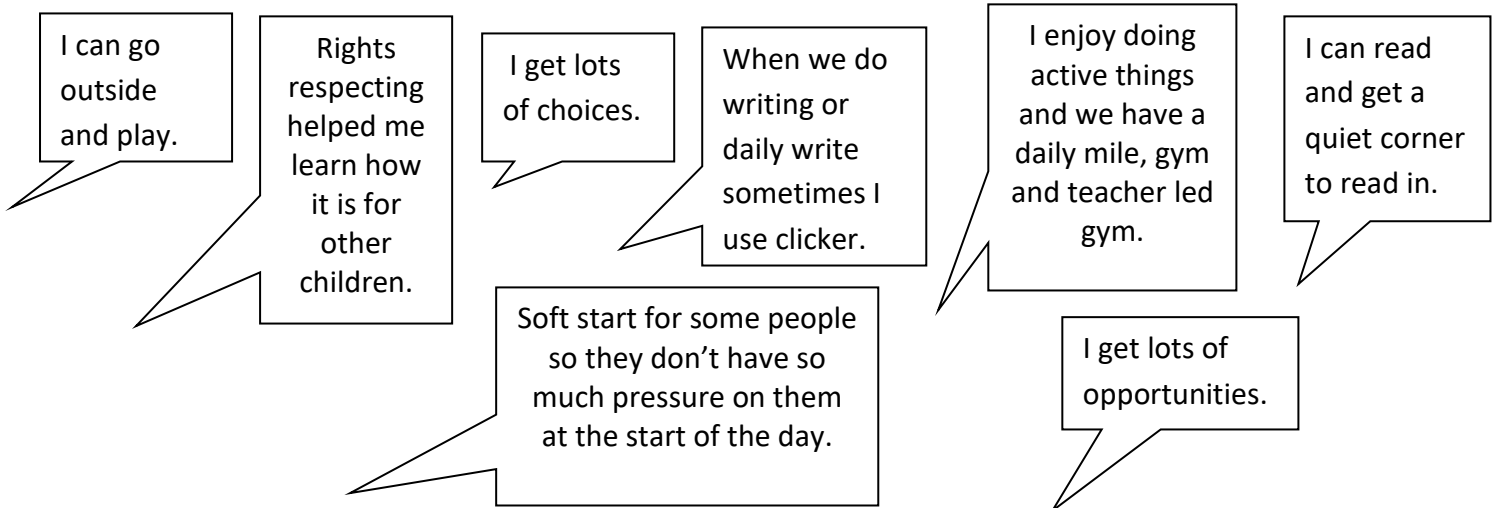 I can go
outside
and play.
Rights
respecting
helped me
learn how
it is for
other
children.
I get lots
of choices.
When we do
writing or
daily write
sometimes I
use clicker.
I enjoy doing
active things
and we have a
daily mile, gym
and teacher led
gym.
I can read
and get a
quiet corner
to read in.
Soft start for some people
so they don’t have so
much pressure on them
at the start of the day.
I get lots of
opportunities.